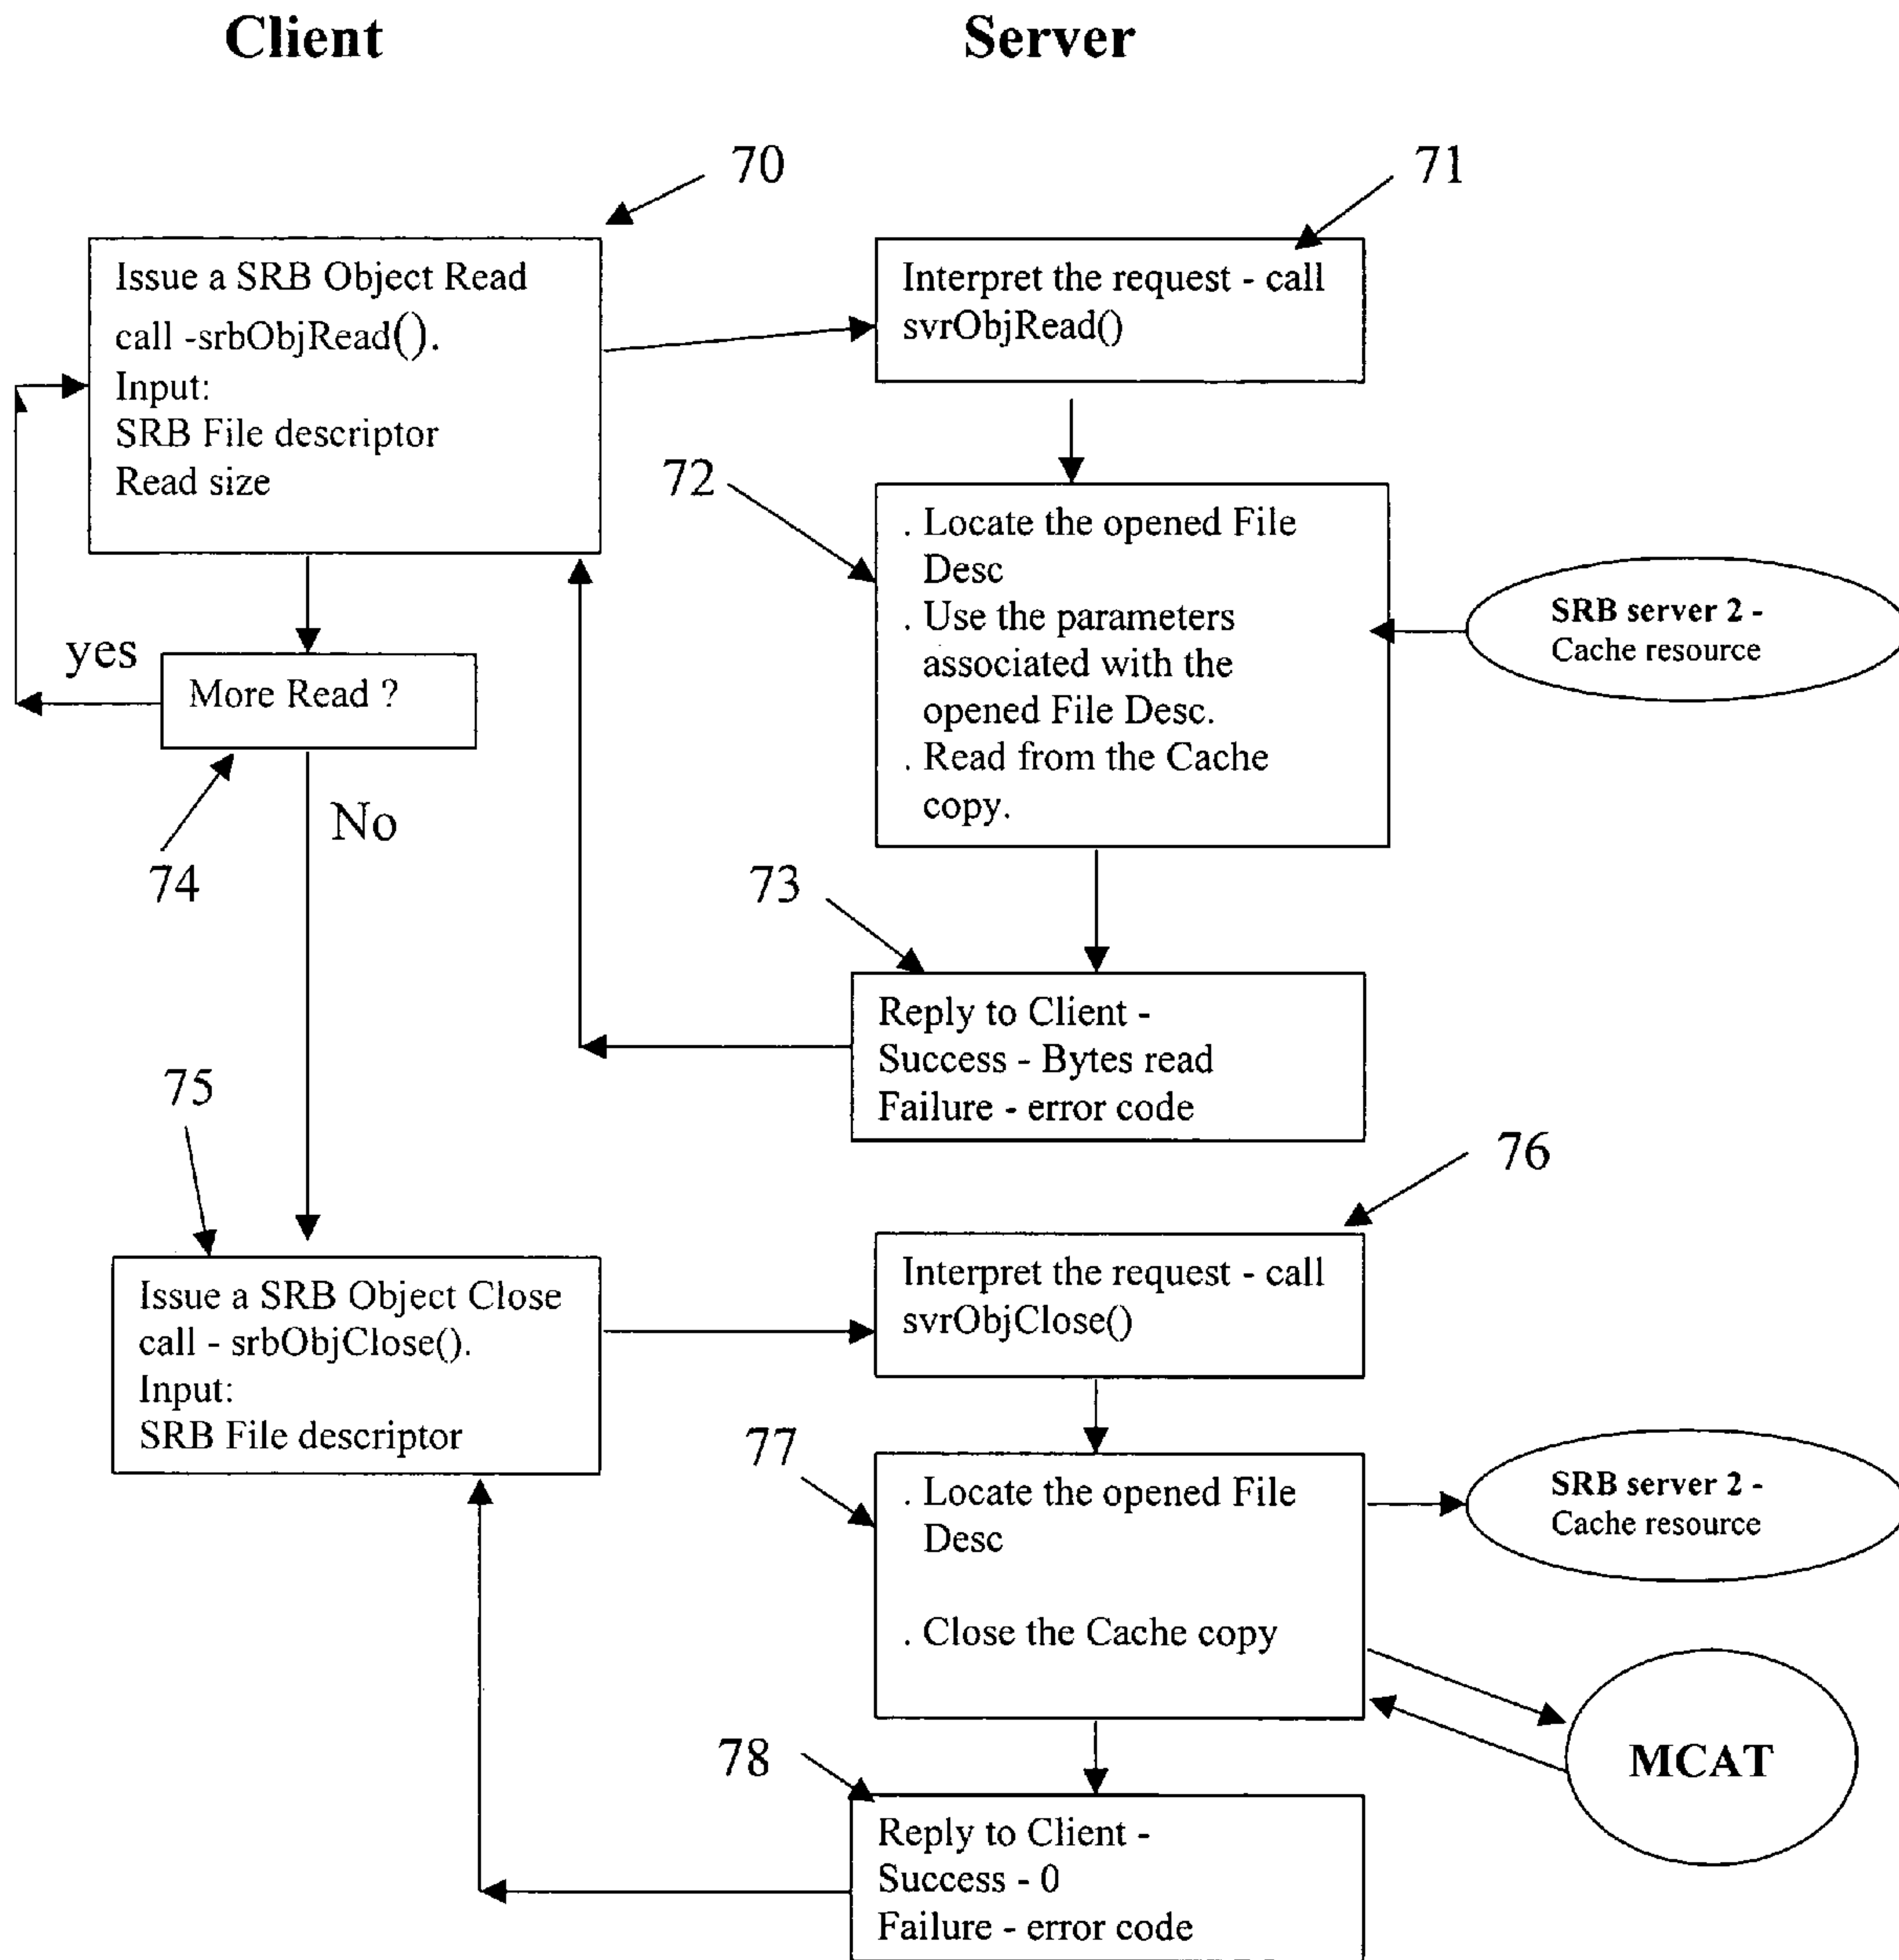 Client
Server
70
71
Issue a SRB Object Read
call -srbObjRead().
Input:
SRB File descriptor
Read size
Interpret the request - call
svrObjRead()
72
. Locate the opened File
Desc
. Use the parameters
associated with the
opened File Desc.
. Read from the Cache
copy.
SRB server 2 -
Cache resource
yes
More Read ?
No
74
73
Reply to Client -
Success - Bytes read
Failure - error code
75
76
Issue a SRB Object Close
call - srbObjClose().
Input:
SRB File descriptor
Interpret the request - call
svrObjClose()
77
. Locate the opened File
Desc
. Close the Cache copy
SRB server 2 -
Cache resource
MCAT
78
Reply to Client -
Success - 0
Failure - error code